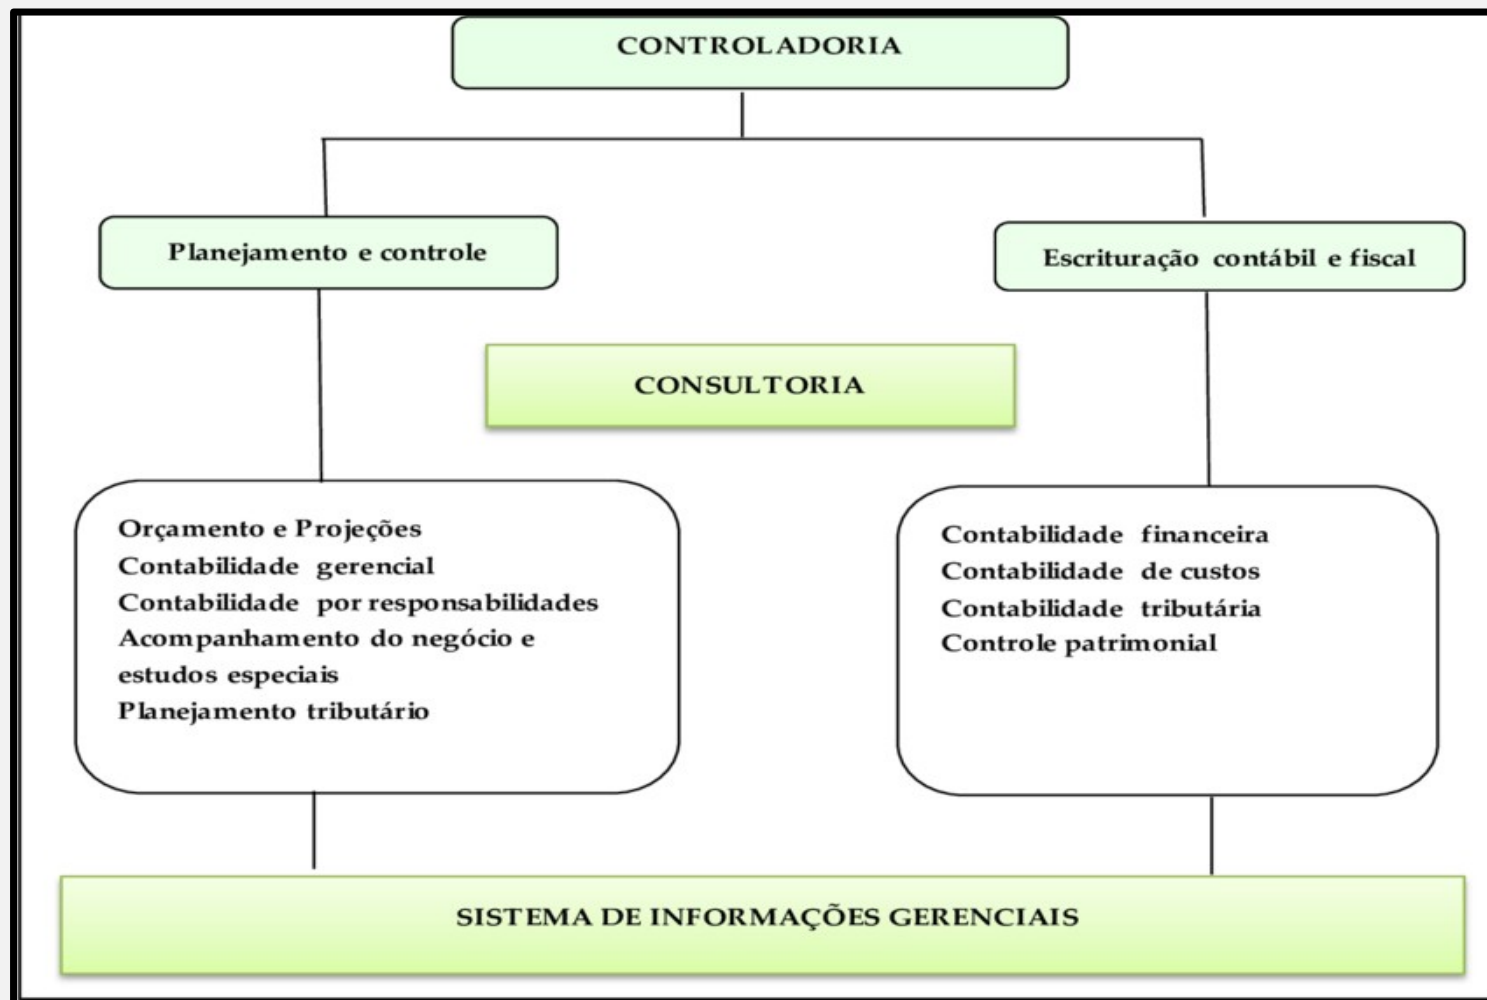 CONTROLADORIA
Planejamento e controle
Escrituração contábil e fiscal
CONSULTORIA
Orçamento e Projeções
Contabilidade gerencial
Contabilidade por responsabilidades
Acompanhamento do negócio e
estudos especiais
Planejamento tributário
Contabilidade financeira
Contabilidade de custos
Contabilidade tributária
Controle patrimonial
SISTEMA DE INFORMAÇÕES GERENCIAIS